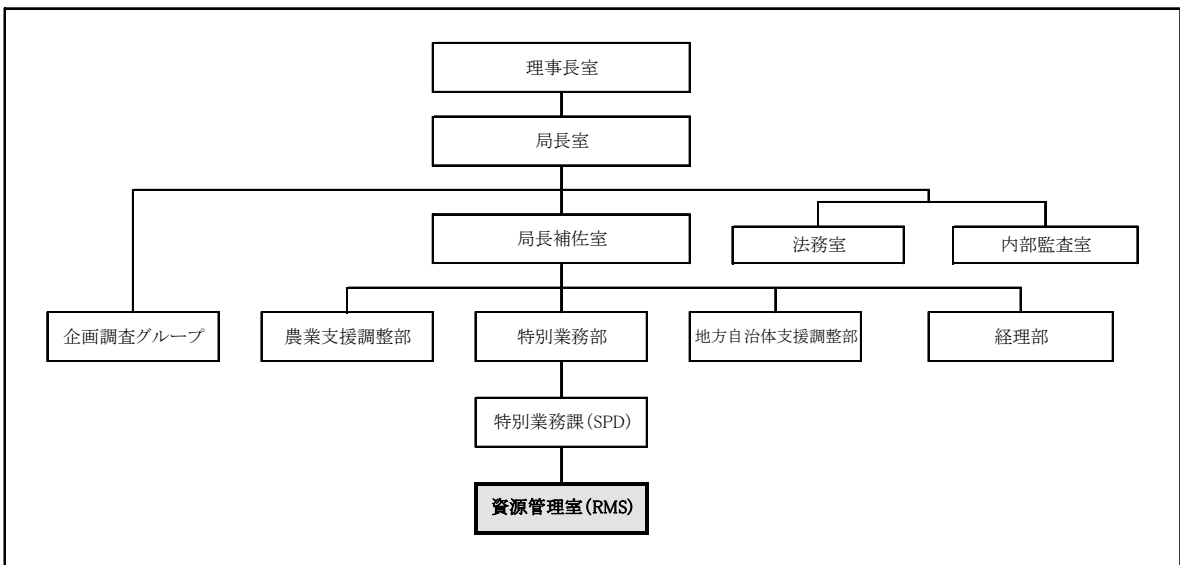 理事長室
局長室
局長補佐室
法務室
内部監査室
企画調査グループ
農業支援調整部
特別業務部
地方自治体支援調整部
経理部
特別業務課(SPD)
資源管理室(RMS)